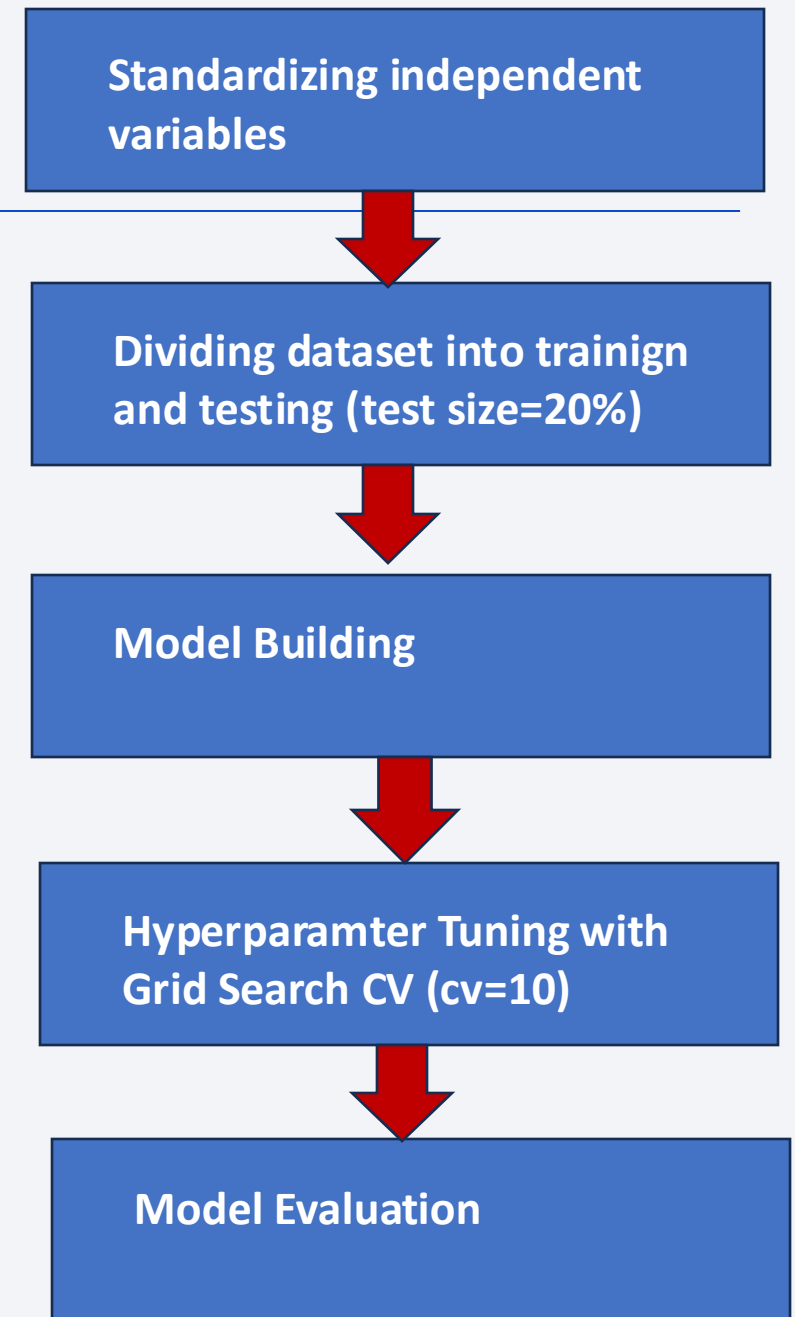 Standardizing independent
variables
Dividing dataset into trainign
and testing (test size=20%)
Model Building
Hyperparamter Tuning with
Grid Search CV (cv=10)
Model Evaluation